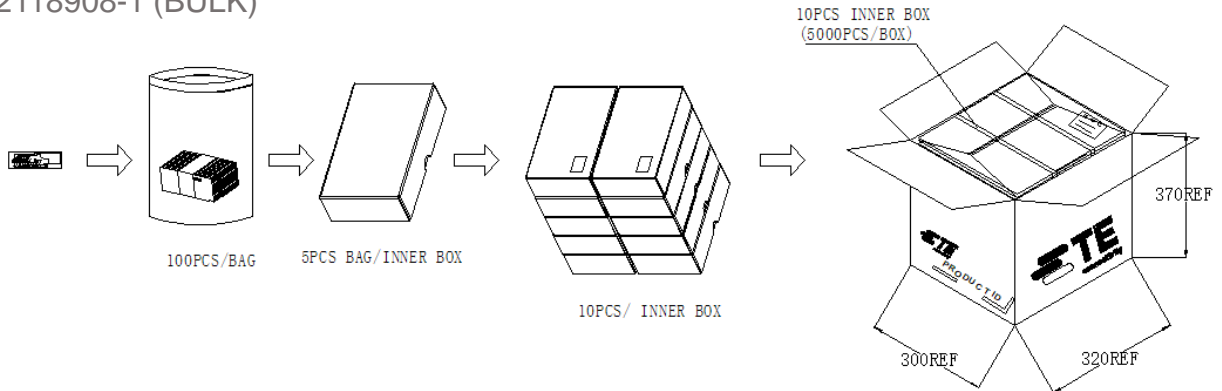 2118908-1 (BULK)
10PCS INNER BOX
(5000PCS/BOX)
100PCS/BAG
5PCS BAG/INNER BOX
10PCS/ INNER BOX
TE
PRODUCT ID
TE
370REF
300REF
320REF